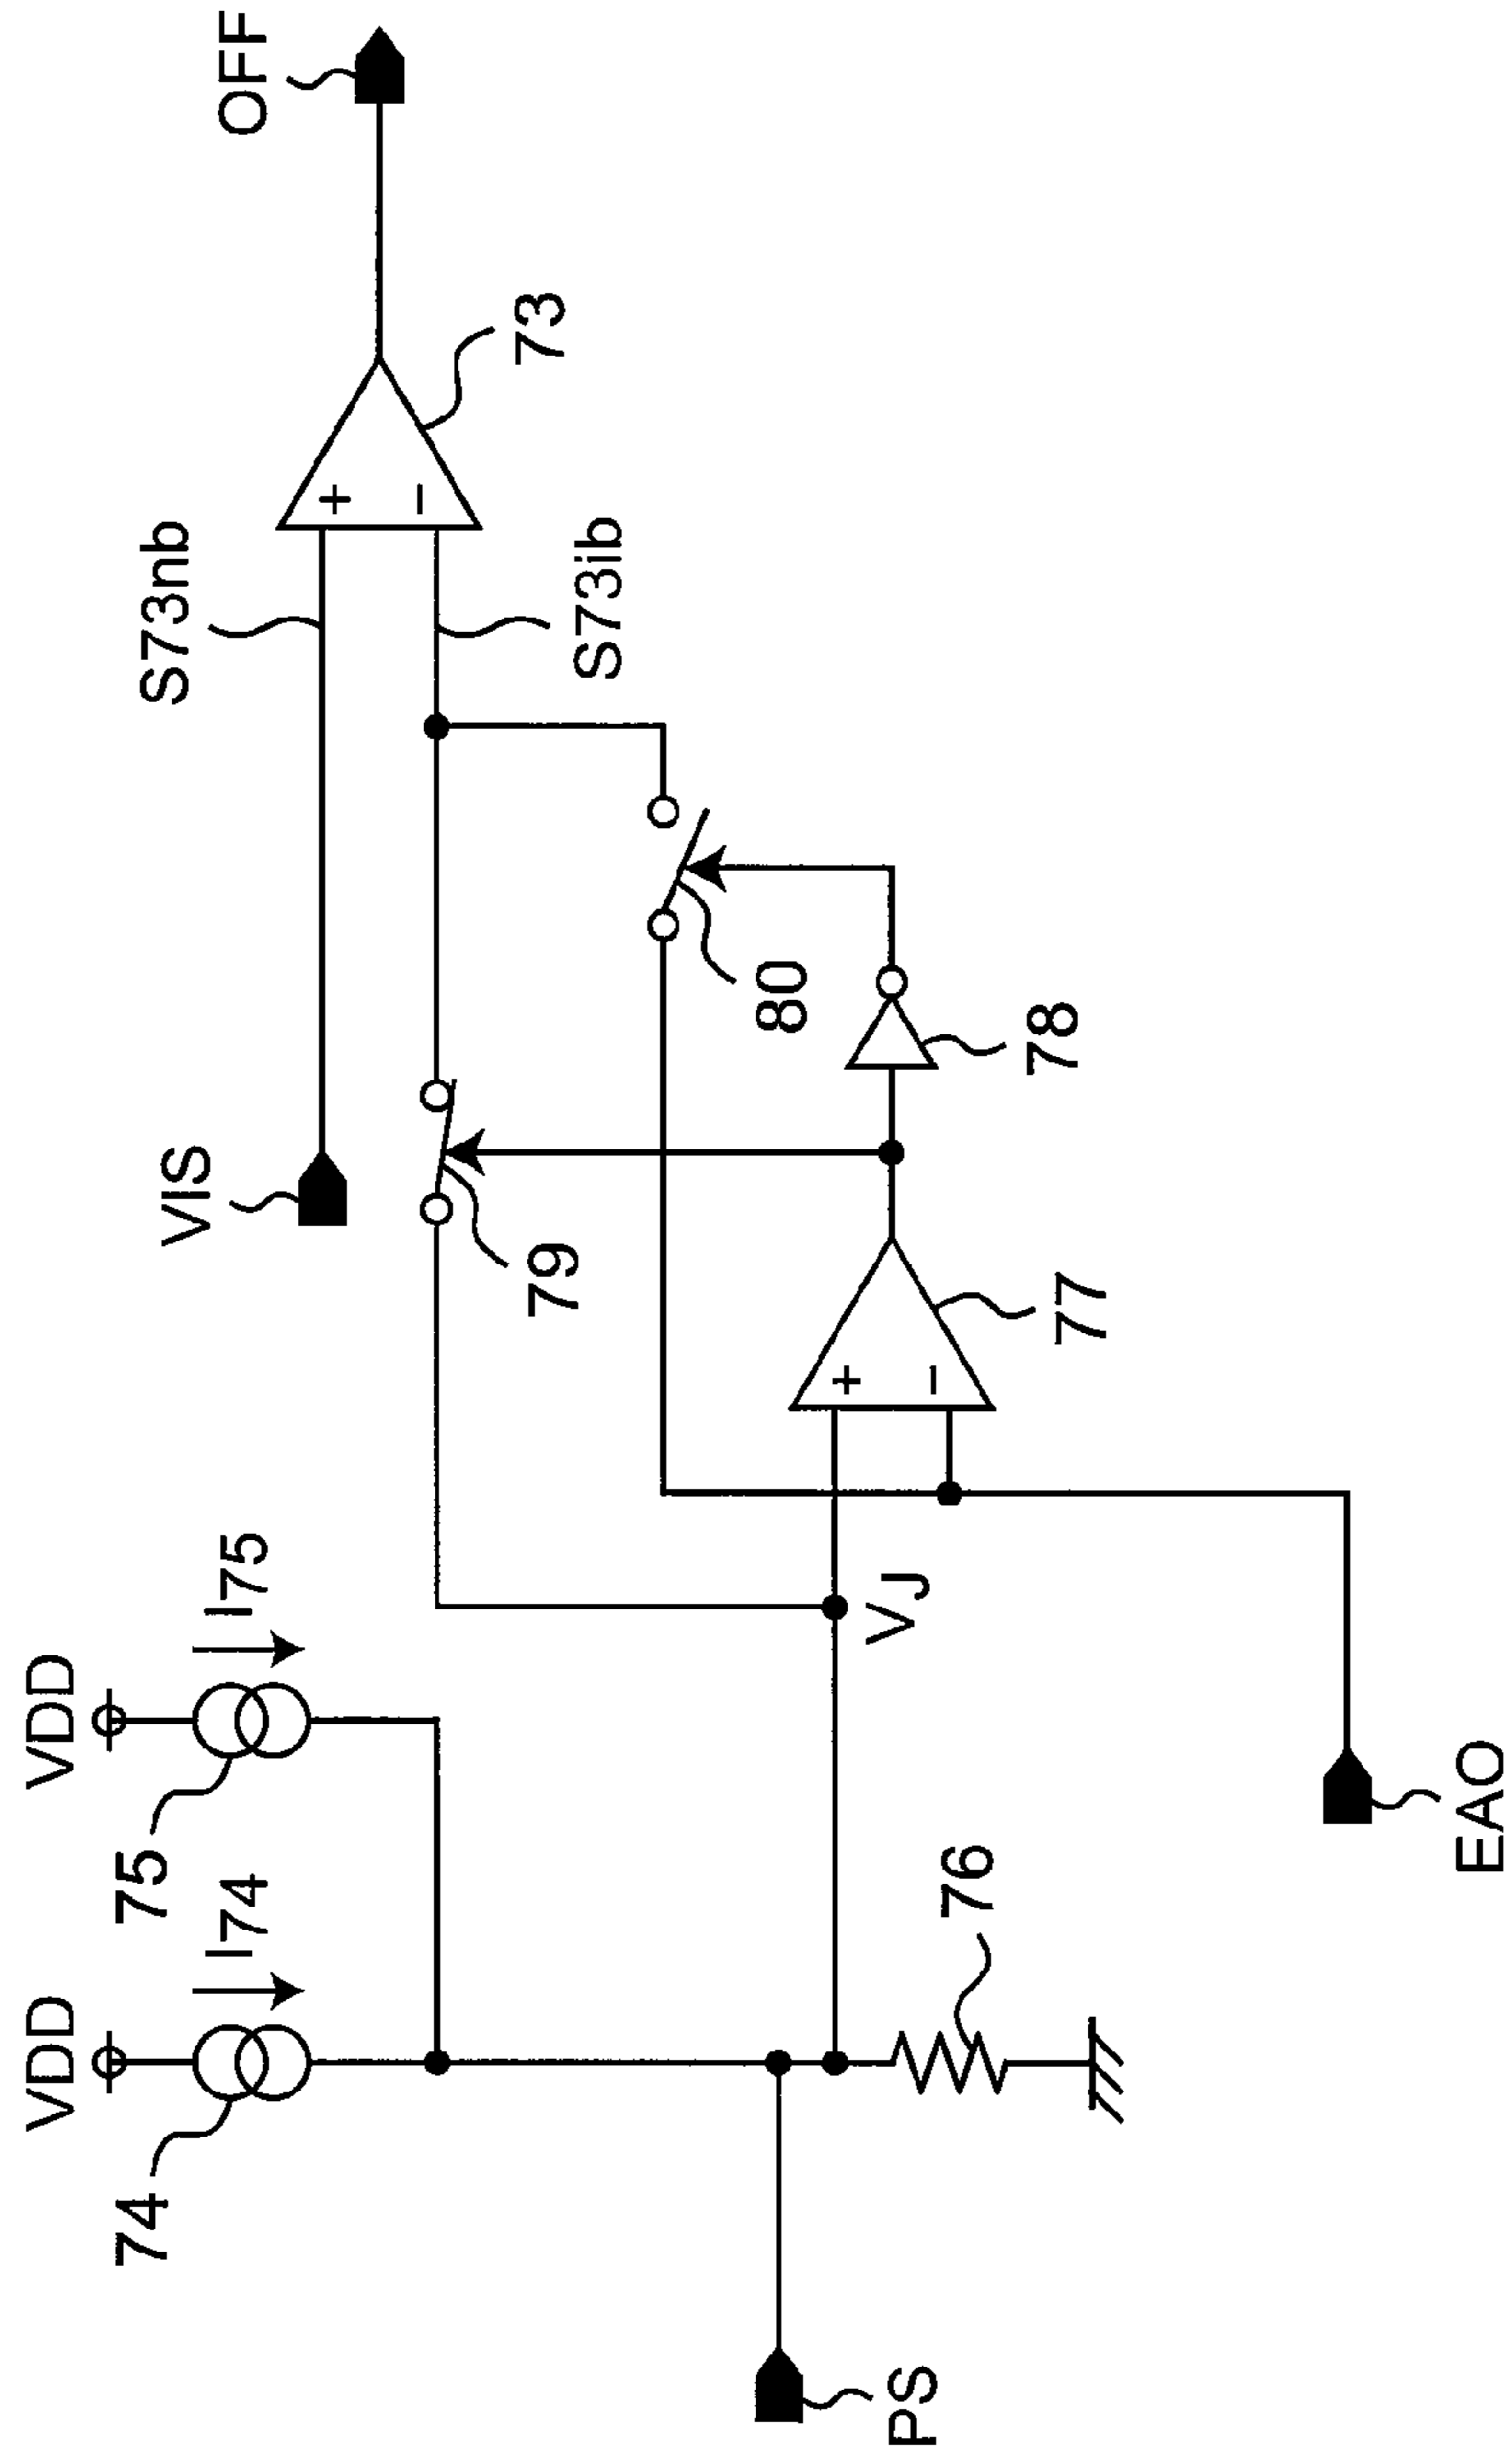 VDD
VDD
74
I74
75
I75
VIS
S73nb
OFF
PS
VJ
79
80
S73ib
+
−
73
76
+
−
77
78
EAO